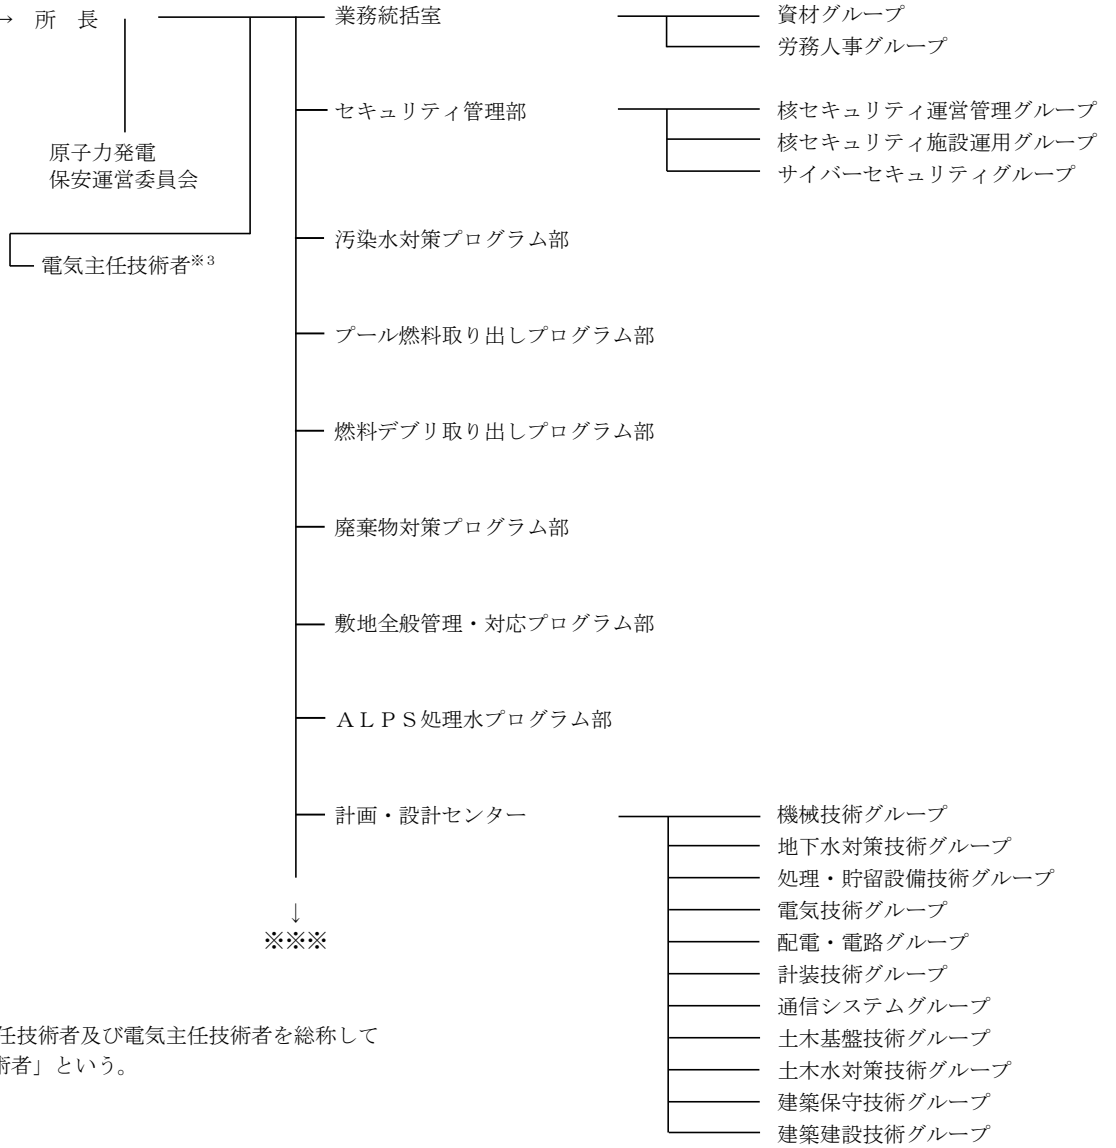 → 所 長
業務統括室
資材グループ
労務人事グループ
セキュリティ管理部
核セキュリティ運営管理グループ
核セキュリティ施設運用グループ
サイバーセキュリティグループ
原子力発電
保安運営委員会
電気主任技術者※3
汚染水対策プログラム部
プール燃料取り出しプログラム部
燃料デブリ取り出しプログラム部
廃棄物対策プログラム部
敷地全般管理・対応プログラム部
ALPS処理水プログラム部
計画・設計センター
機械技術グループ
地下水対策技術グループ
処理・貯留設備技術グループ
電気技術グループ
配電・電路グループ
計装技術グループ
通信システムグループ
土木基盤技術グループ
土木水対策技術グループ
建築保守技術グループ
建築建設技術グループ
↓
※※※
任技術者及び電気主任技術者を総称して
術者」という。